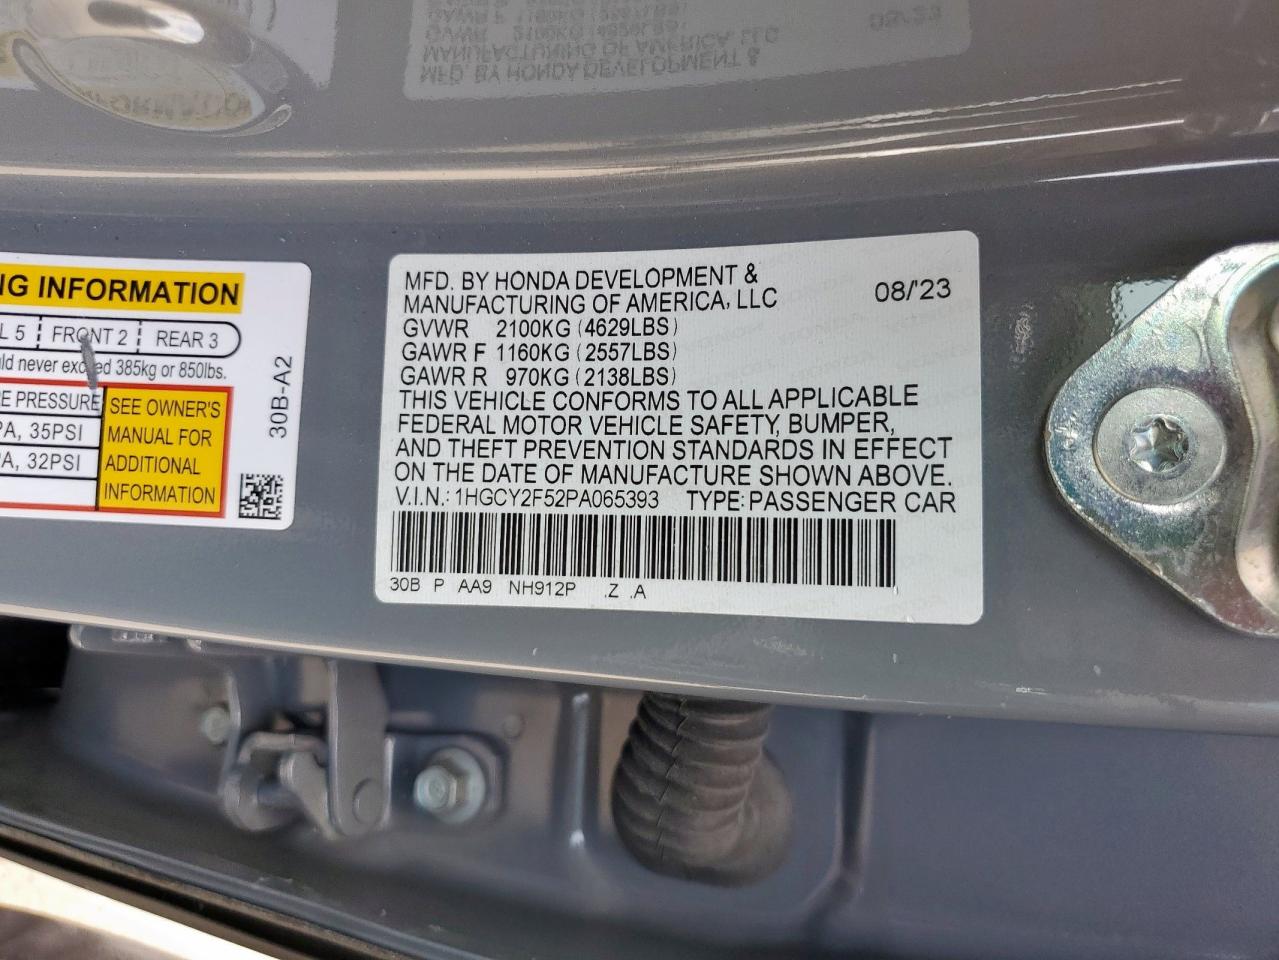 NG INFORMATION
L 5 FRONT 2 REAR 3
uld never exceed 385kg or 850lbs.
RE PRESSURE
PA, 35PSI
PA, 32PSI
SEE OWNER'S
MANUAL FOR
ADDITIONAL
INFORMATION
30B-A2
MFD. BY HONDA DEVELOPMENT &
MANUFACTURING OF AMERICA, LLC 08/'23
GVWR 2100KG (4629LBS)
GAWR F 1160KG (2557LBS)
GAWR R 970KG (2138LBS)
THIS VEHICLE CONFORMS TO ALL APPLICABLE
FEDERAL MOTOR VEHICLE SAFETY, BUMPER,
AND THEFT PREVENTION STANDARDS IN EFFECT
ON THE DATE OF MANUFACTURE SHOWN ABOVE.
V.I.N.: 1HGCY2F52PA065393 TYPE: PASSENGER CAR
30B P AA9 NH912P .Z .A